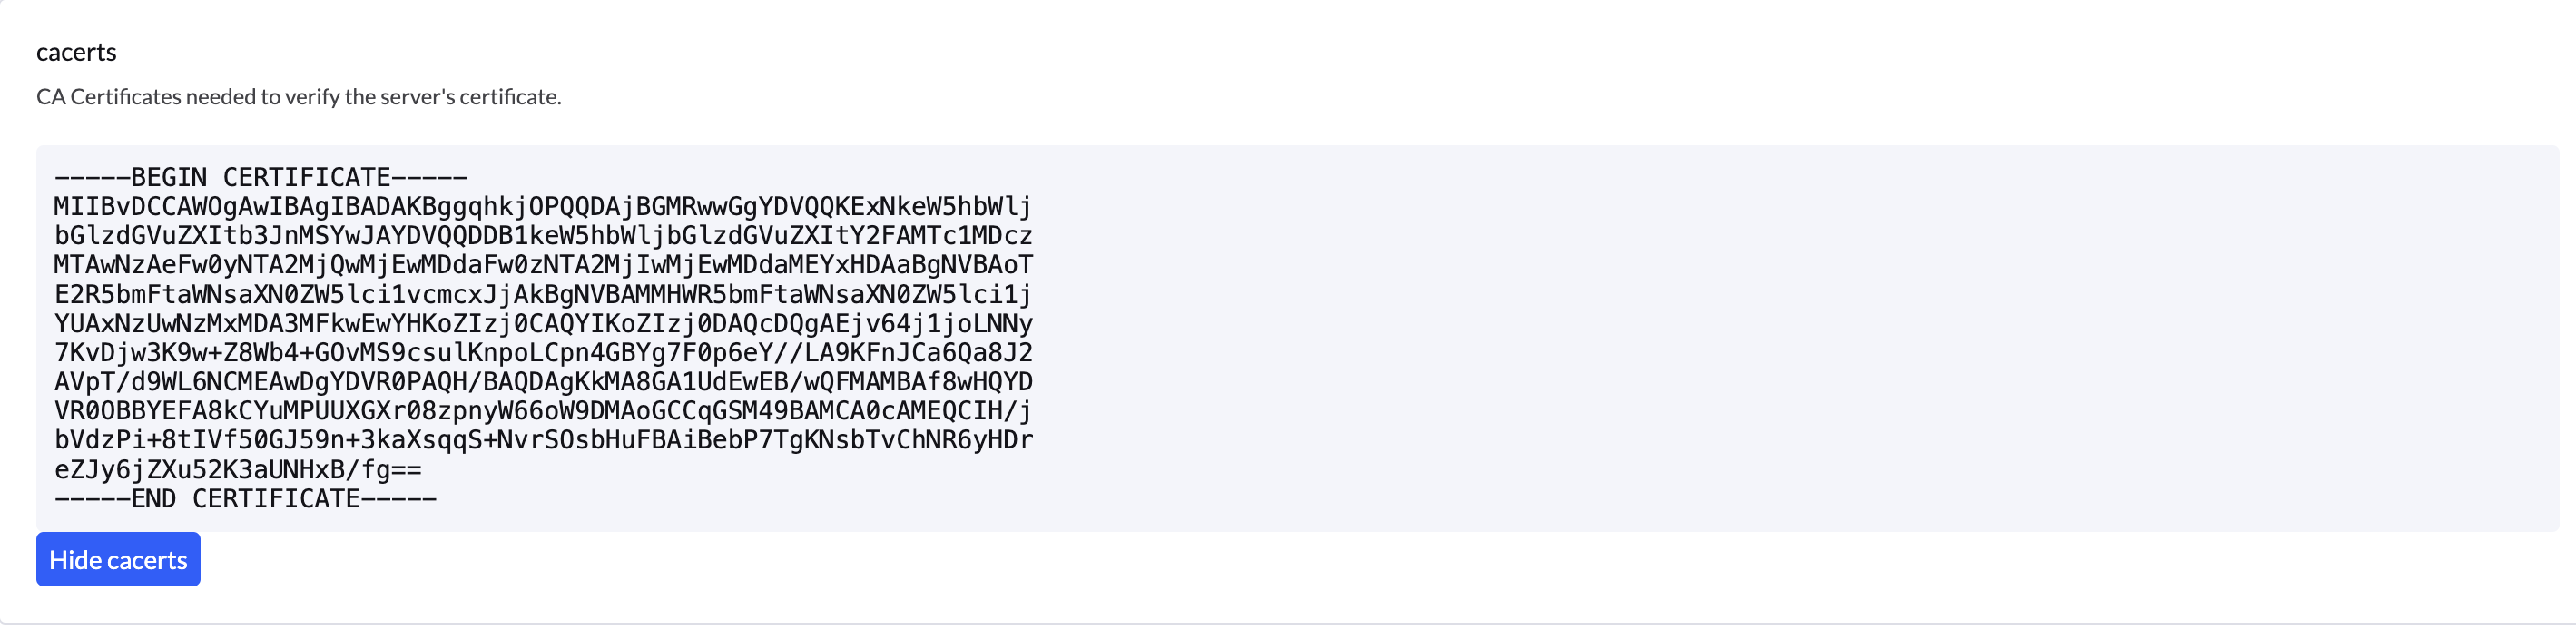 cacerts
CA Certificates needed to verify the server's certificate.
-----BEGIN CERTIFICATE-----
MIIBvDCCAWOgAwIBAgIBADAKBggqhkjOPQQDAjBGMRwwGgYDVQQKExNkeW5hbWlj
bGlzdGVuZXItb3JnMSYwJAYDVQQDDB1keW5hbWljbGlzdGVuZXItY2FAMTc1MDcz
MTAwNzAeFw0yNTA2MjQwMjEwMDdaFw0zNTA2MjIwMjEwMDdaMEYxHDAaBgNVBAoT
E2R5bmFtaWNsaXN0ZW5lci1vcmcxJjAkBgNVBAMMHWR5bmFtaWNsaXN0ZW5lci1j
YUAxNzUwNzMxMDA3MFkwEwYHKoZIzj0CAQYIKoZIzj0DAQcDQgAEjv64j1joLNNy
7KvDjw3K9w+Z8Wb4+GOvMS9csulKnpoLCpn4GBYg7F0p6eY//LA9KFnJCa6Qa8J2
AVpT/d9WL6NCMEAwDgYDVR0PAQH/BAQDAgKkMA8GA1UdEwEB/wQFMAMBAf8wHQYD
VR0OBBYEFA8kCYuMPUUXGXr08zpnyW66oW9DMAoGCCqGSM49BAMCA0cAMEQCIH/j
bVdzPi+8tIVf50GJ59n+3kaXsqqS+NvrSOsbHuFBAiBebP7TgKNsbTvChNR6yHDr
eZJy6jZXu52K3aUNHxB/fg==
-----END CERTIFICATE-----
Hide cacerts